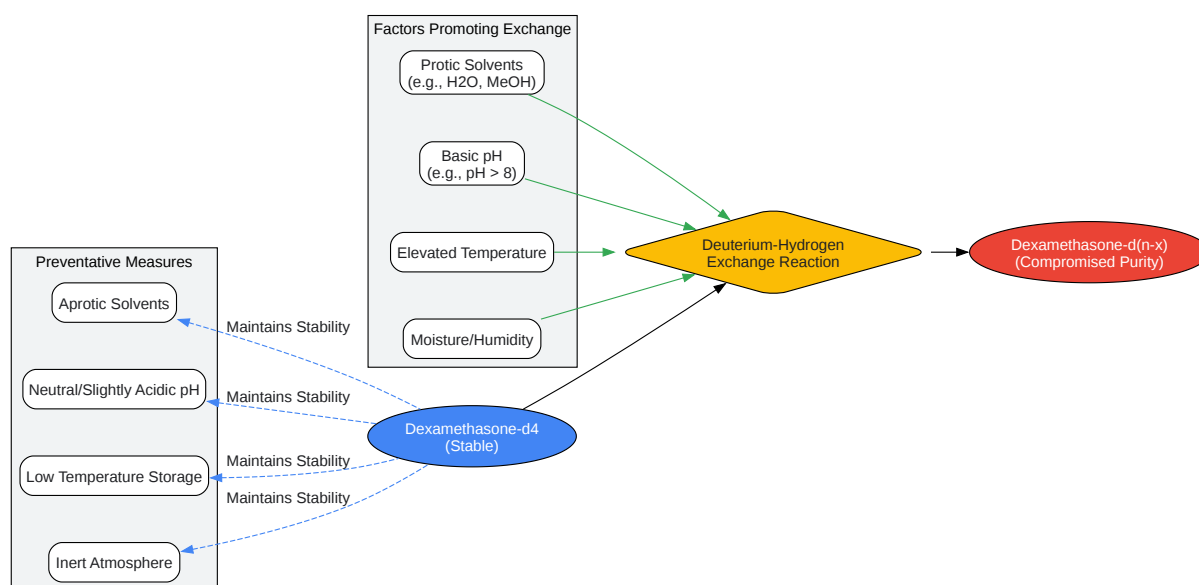 Factors Promoting Exchange
Protic Solvents
(e.g., H2O, MeOH)
Basic pH
(e.g., pH > 8)
Elevated Temperature
Moisture/Humidity
Deuterium-Hydrogen
Exchange Reaction
Dexamethasone-d(n-x)
(Compromised Purity)
Preventative Measures
Aprotic Solvents
Neutral/Slightly Acidic pH
Low Temperature Storage
Inert Atmosphere
Maintains Stability
Maintains Stability
Maintains Stability
Maintains Stability
Dexamethasone-d4
(Stable)